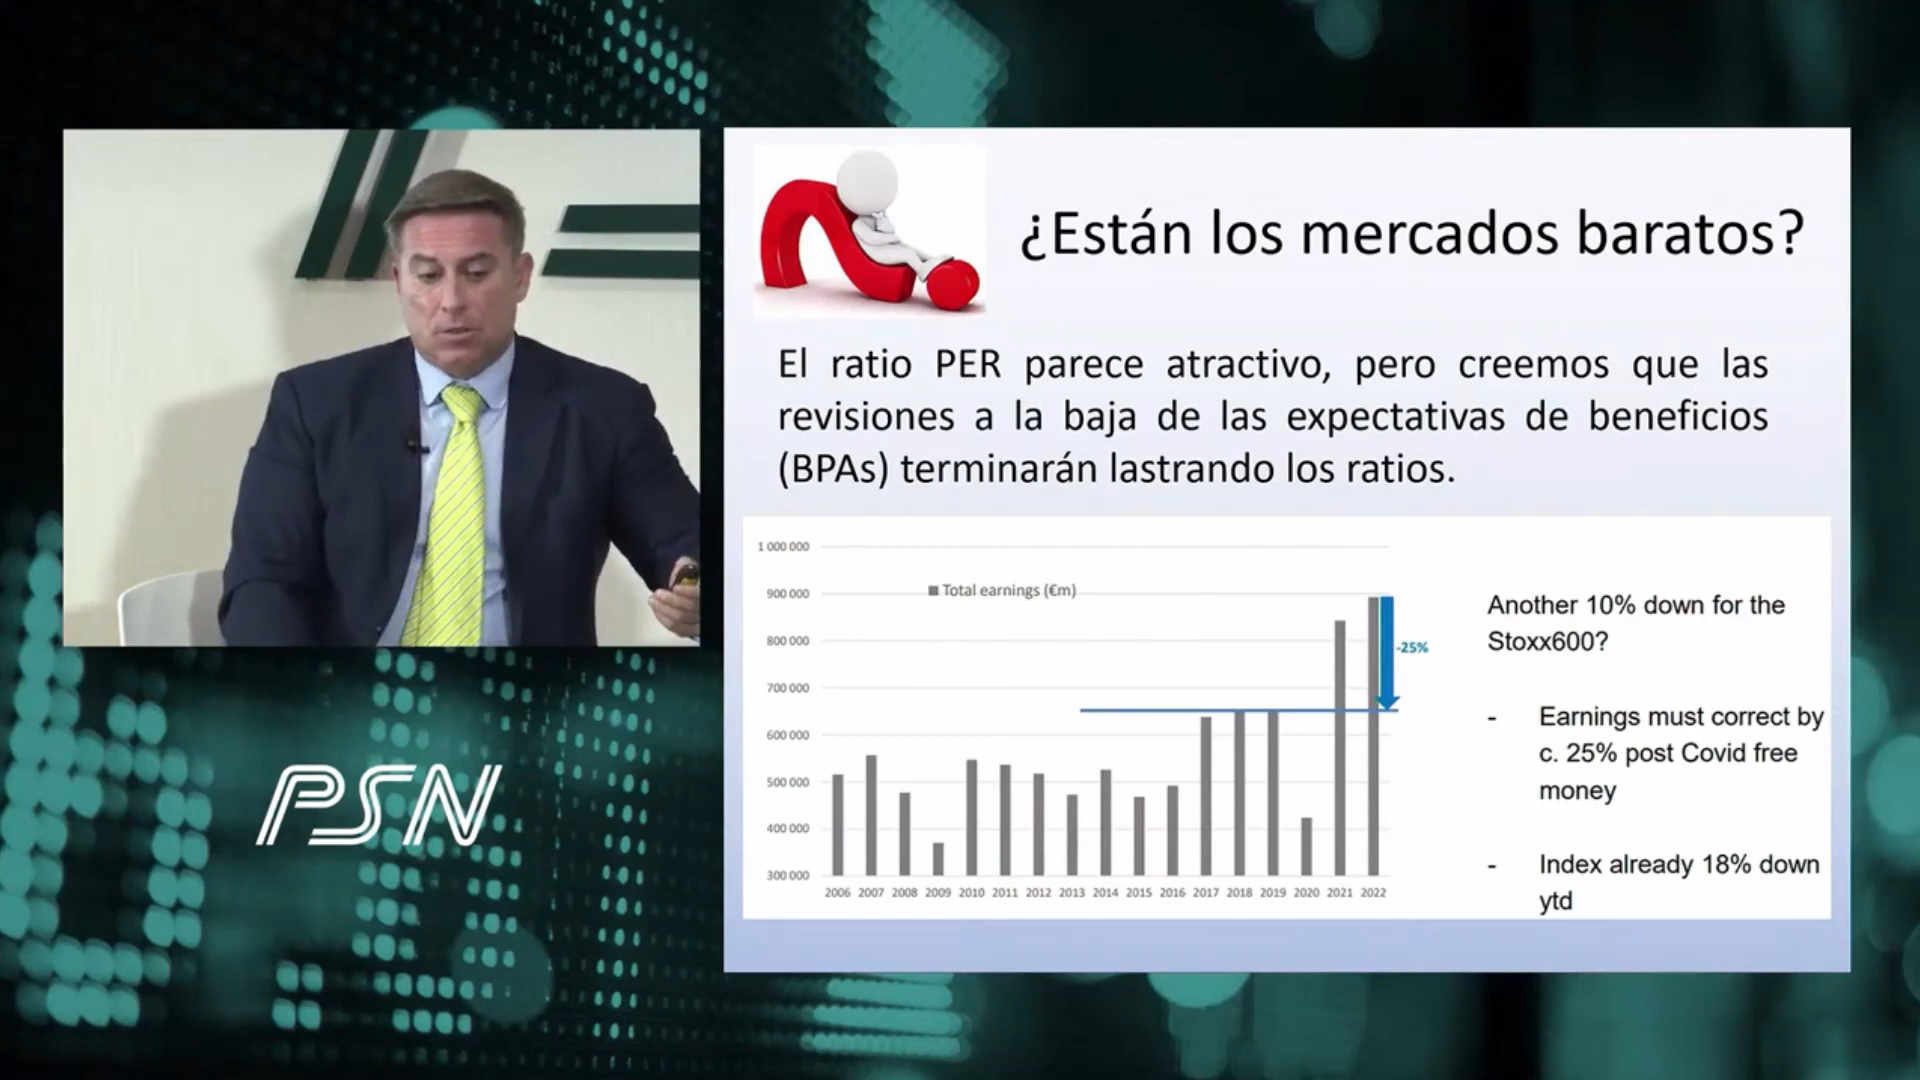 ¿Están los mercados baratos?
El ratio PER parece atractivo, pero creemos que las
revisiones a la baja de las expectativas de beneficios
(BPAs) terminarán lastrando los ratios.
1 000 000
900 000
800 000
700 000
600 000
500 000
400 000
300 000
Total earnings (€m)
-25%
2006 2007 2008 2009 2010 2011 2012 2013 2014 2015 2016 2017 2018 2019 2020 2021 2022
Another 10% down for the
Stoxx600?
- Earnings must correct by
c. 25% post Covid free
money
- Index already 18% down
ytd
PSN